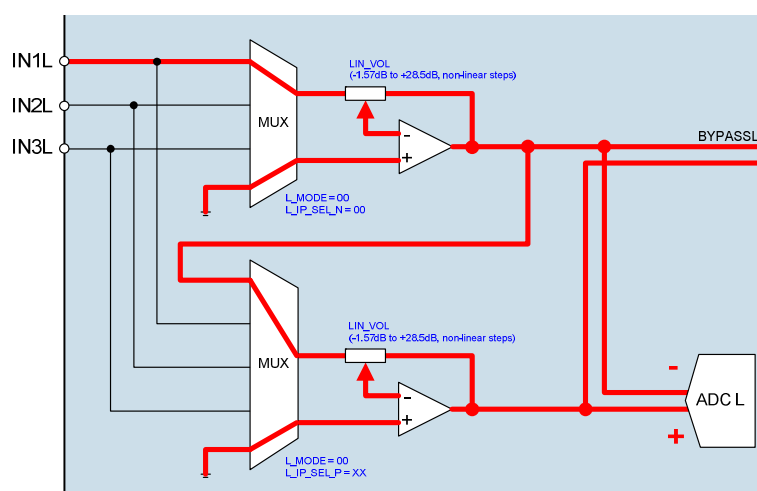 IN1L
IN2L
IN3L
LIN_VOL
(-1.57dB to +28.5dB, non-linear steps)
MUX
-
+
BYPASSL
L_MODE = 00
L_IP_SEL_N = 00
LIN_VOL
(-1.57dB to +28.5dB, non-linear steps)
MUX
-
+
-
ADC L
+
L_MODE = 00
L_IP_SEL_P = XX